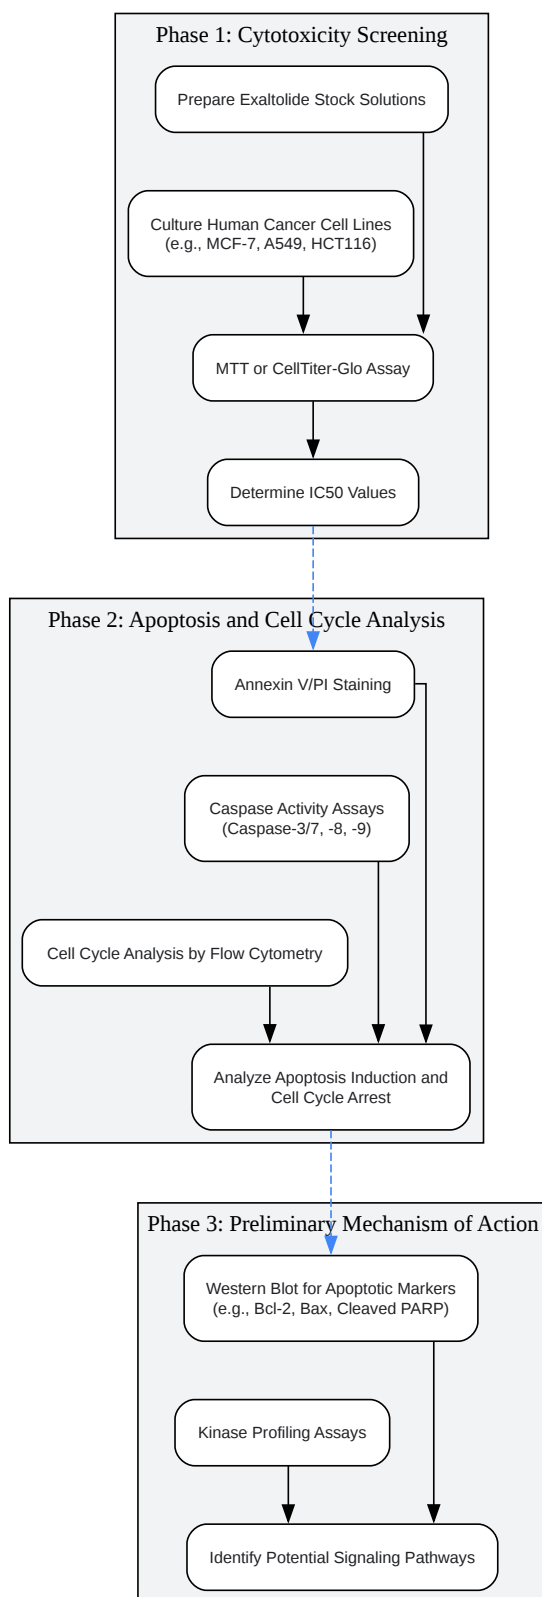 Phase 1: Cytotoxicity Screening
Prepare Exaltolide Stock Solutions
Culture Human Cancer Cell Lines
(e.g., MCF-7, A549, HCT116)
MTT or CellTiter-Glo Assay
Determine IC50 Values
Phase 2: Apoptosis and Cell Cycle Analysis
Annexin V/PI Staining
Caspase Activity Assays
(Caspase-3/7, -8, -9)
Cell Cycle Analysis by Flow Cytometry
Analyze Apoptosis Induction and
Cell Cycle Arrest
Phase 3: Preliminary Mechanism of Action
Western Blot for Apoptotic Markers
(e.g., Bcl-2, Bax, Cleaved PARP)
Kinase Profiling Assays
Identify Potential Signaling Pathways